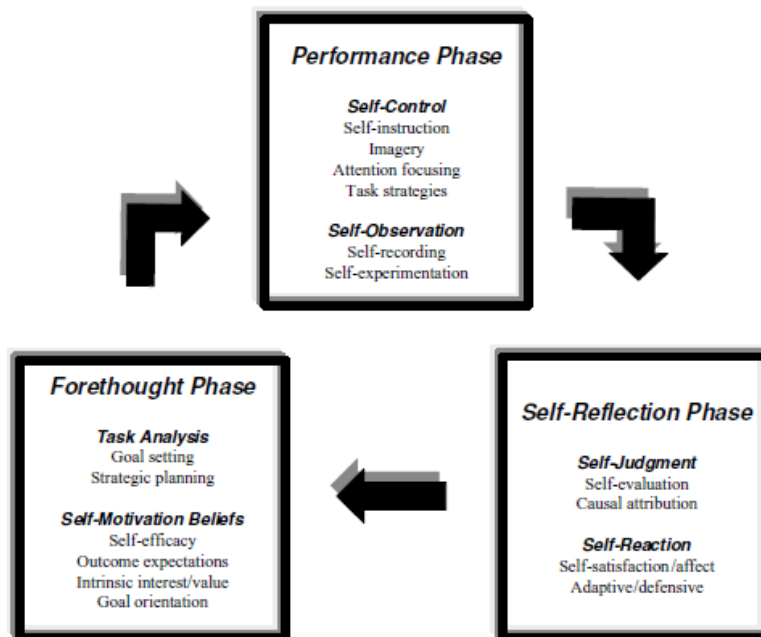 Performance Phase
Self-Control
Self-instruction
Imagery
Attention focusing
Task strategies
Self-Observation
Self-recording
Self-experimentation
Forethought Phase
Task Analysis
Goal setting
Strategic planning
Self-Motivation Beliefs
Self-efficacy
Outcome expectations
Intrinsic interest/value
Goal orientation
Self-Reflection Phase
Self-Judgment
Self-evaluation
Causal attribution
Self-Reaction
Self-satisfaction/affect
Adaptive/defensive